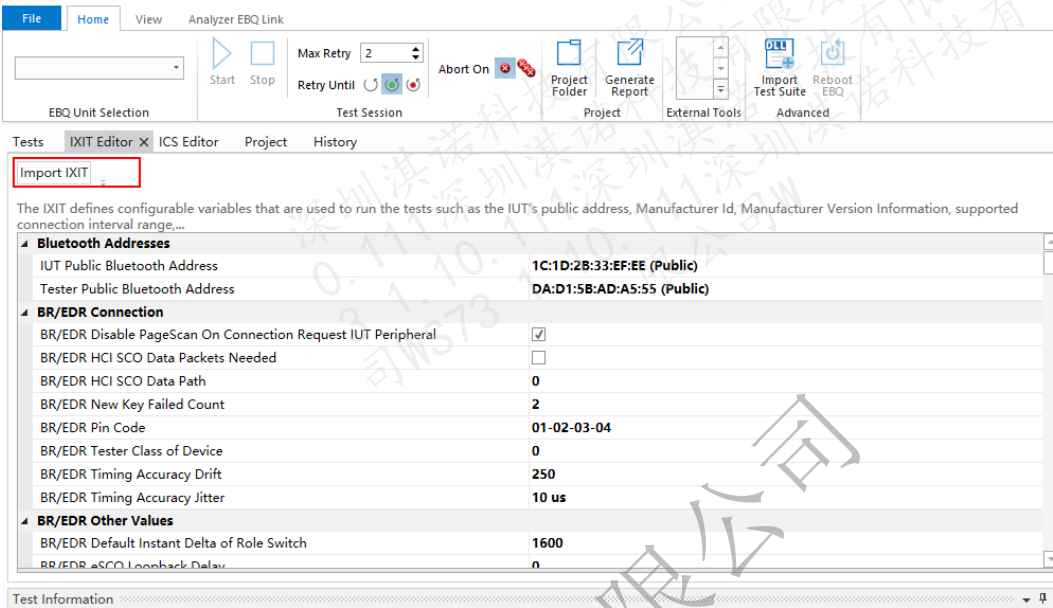 File Home View Analyzer EBQ Link
Max Retry 2
Start Stop
Abort On
Retry Until
Project Folder
Generate Report
DLL
Import Test Suite
Reboot EBQ
EBQ Unit Selection Test Session Project External Tools Advanced
Tests IXIT Editor X ICS Editor Project History
Import IXIT
The IXIT defines configurable variables that are used to run the tests such as the IUT's public address, Manufacturer Id, Manufacturer Version Information, supported
connection interval range,...
Bluetooth Addresses
IUT Public Bluetooth Address 1C:1D:2B:33:EF:EE (Public)
Tester Public Bluetooth Address DA:D1:5B:AD:A5:55 (Public)
BR/EDR Connection
BR/EDR Disable PageScan On Connection Request IUT Peripheral
BR/EDR HCI SCO Data Packets Needed
BR/EDR HCI SCO Data Path 0
BR/EDR New Key Failed Count 2
BR/EDR Pin Code 01-02-03-04
BR/EDR Tester Class of Device 0
BR/EDR Timing Accuracy Drift 250
BR/EDR Timing Accuracy Jitter 10 us
BR/EDR Other Values
BR/EDR Default Instant Delta of Role Switch 1600
BR/EDR eSCO Loopback Delay 0
Test Information